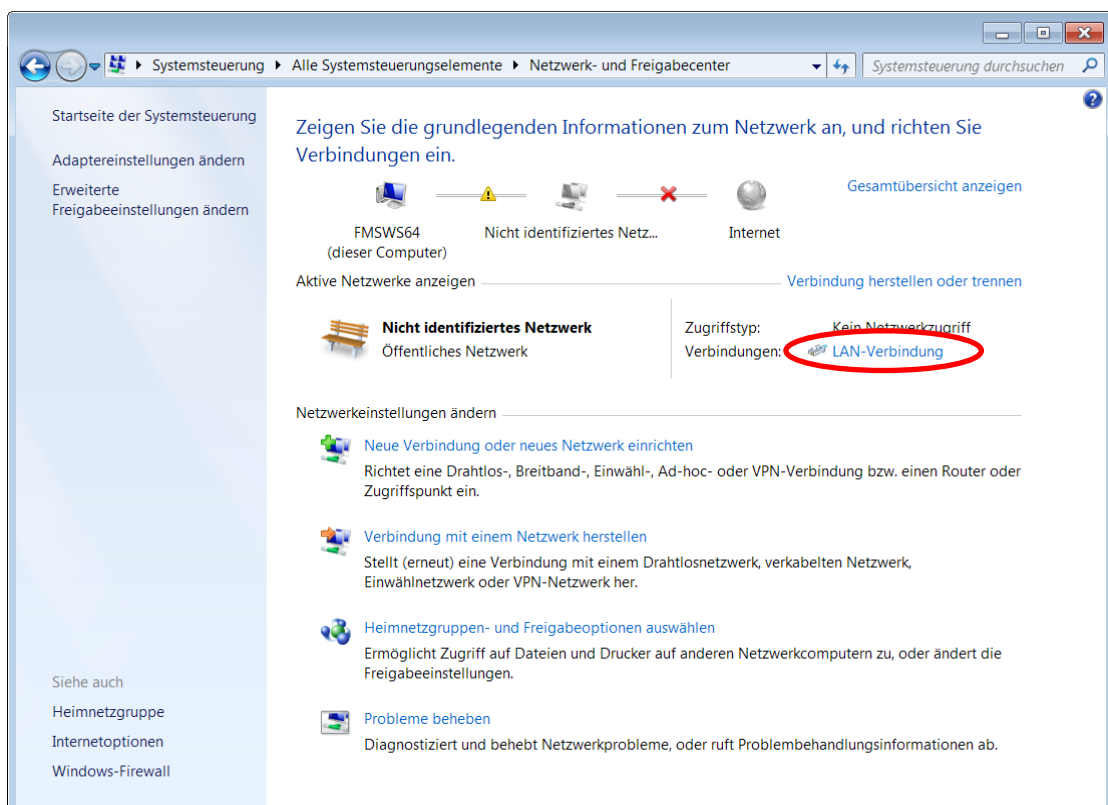 Systemsteuerung Alle Systemsteuerungselemente Netzwerk- und Freigabecenter Systemsteuerung durchsuchen
Startseite der Systemsteuerung
Adaptereinstellungen ändern
Erweiterte
Freigabeeinstellungen ändern
Siehe auch
Heimnetzgruppe
Internetoptionen
Windows-Firewall
Zeigen Sie die grundlegenden Informationen zum Netzwerk an, und richten Sie
Verbindungen ein.
Gesamtübersicht anzeigen
FMSWS64
(dieser Computer)
Nicht identifiziertes Netz...
Internet
Aktive Netzwerke anzeigen
Verbindung herstellen oder trennen
Nicht identifiziertes Netzwerk
Öffentliches Netzwerk
Zugriffstyp: Kein Netzwerkzugriff
Verbindungen: LAN-Verbindung
Netzwerkeinstellungen ändern
Neue Verbindung oder neues Netzwerk einrichten
Richtet eine Drahtlos-, Breitband-, Einwähl-, Ad-hoc- oder VPN-Verbindung bzw. einen Router oder
Zugriffspunkt ein.
Verbindung mit einem Netzwerk herstellen
Stellt (erneut) eine Verbindung mit einem Drahtlosnetzwerk, verkabelten Netzwerk,
Einwählnetzwerk oder VPN-Netzwerk her.
Heimnetzgruppen- und Freigabeoptionen auswählen
Ermöglicht Zugriff auf Dateien und Drucker auf anderen Netzwerkcomputern zu, oder ändert die
Freigabeeinstellungen.
Probleme beheben
Diagnostiziert und behebt Netzwerkprobleme, oder ruft Problembehandlungsinformationen ab.